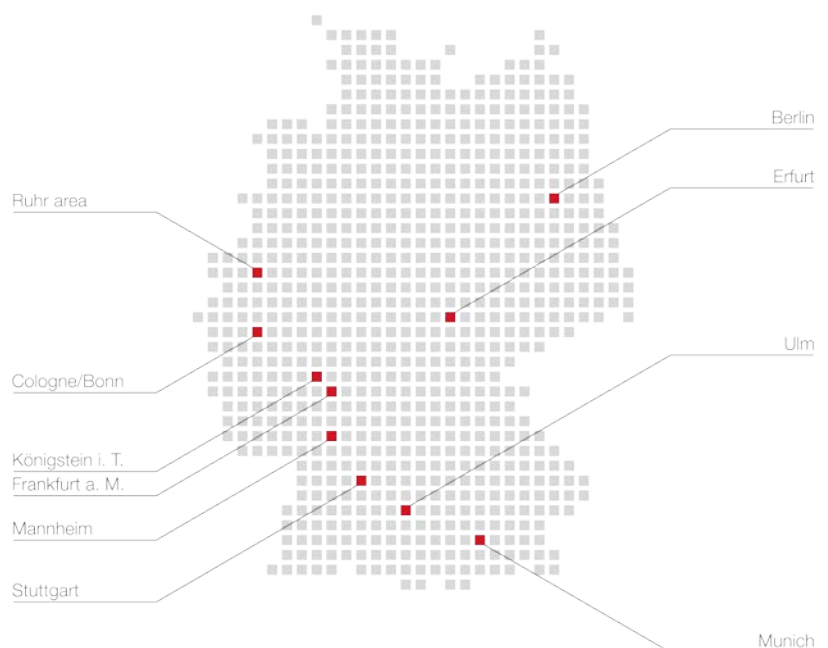 Berlin
Erfurt
Ruhr area
Ulm
Cologne/Bonn
Königstein i. T.
Frankfurt a. M.
Mannheim
Stuttgart
Munich